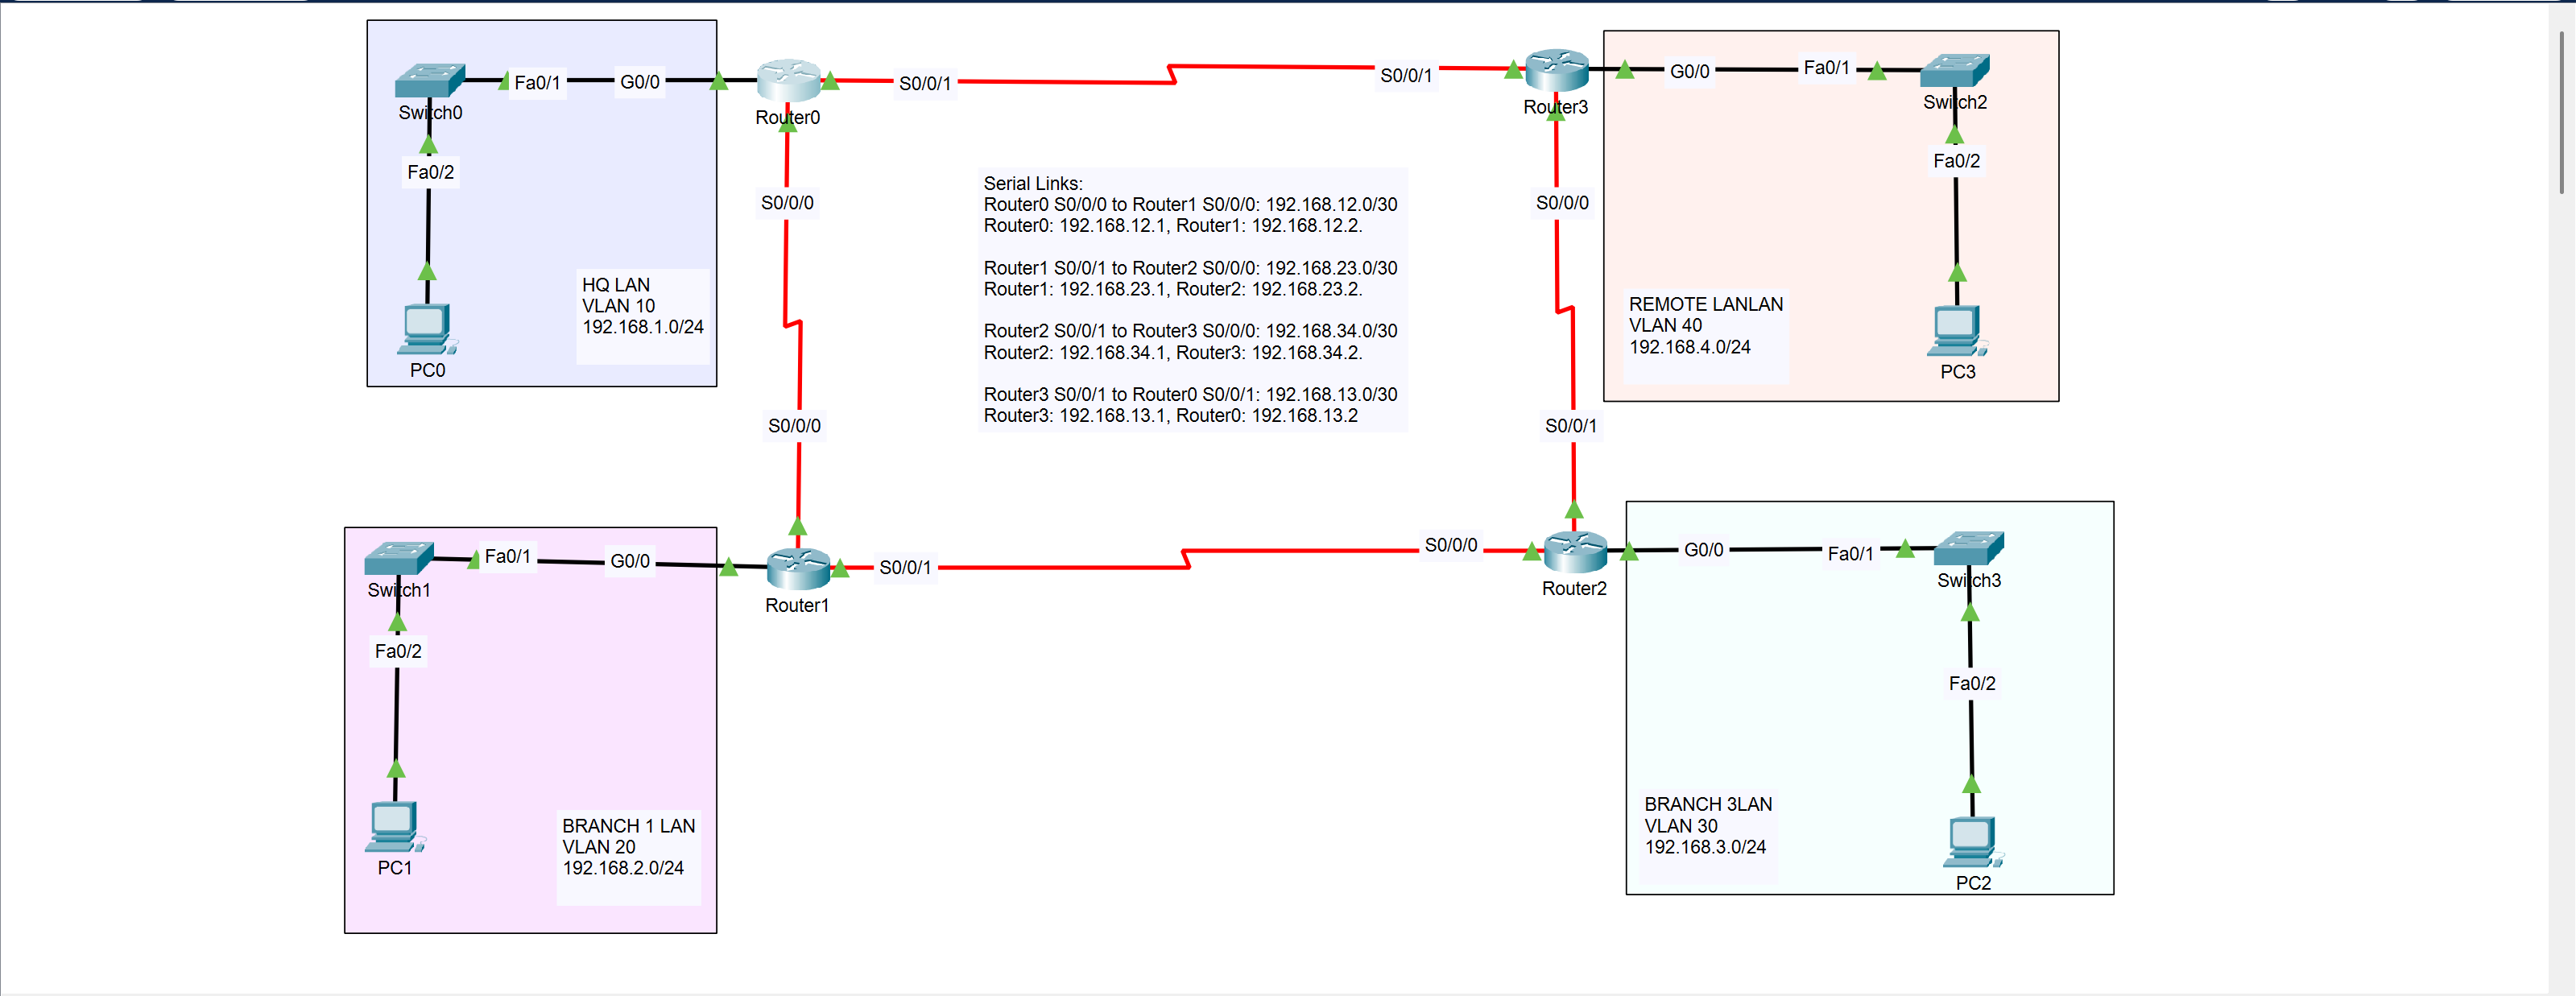 Fa0/1
G0/0
Switch0
Fa0/2
HQ LAN
VLAN 10
192.168.1.0/24
PC0
Router0
S0/0/1
S0/0/1
S0/0/0
S0/0/0
Serial Links:
Router0 S0/0/0 to Router1 S0/0/0: 192.168.12.0/30
Router0: 192.168.12.1, Router1: 192.168.12.2.
Router1 S0/0/1 to Router2 S0/0/0: 192.168.23.0/30
Router1: 192.168.23.1, Router2: 192.168.23.2.
Router2 S0/0/1 to Router3 S0/0/0: 192.168.34.0/30
Router2: 192.168.34.1, Router3: 192.168.34.2.
Router3 S0/0/1 to Router0 S0/0/1: 192.168.13.0/30
Router3: 192.168.13.1, Router0: 192.168.13.2
Router3
S0/0/0
S0/0/1
G0/0
Fa0/1
Switch2
Fa0/2
REMOTE LANLAN
VLAN 40
192.168.4.0/24
PC3
Fa0/1
G0/0
Switch1
Fa0/2
BRANCH 1 LAN
VLAN 20
192.168.2.0/24
PC1
Router1
S0/0/1
S0/0/0
Router2
G0/0
Fa0/1
Switch3
Fa0/2
BRANCH 3LAN
VLAN 30
192.168.3.0/24
PC2